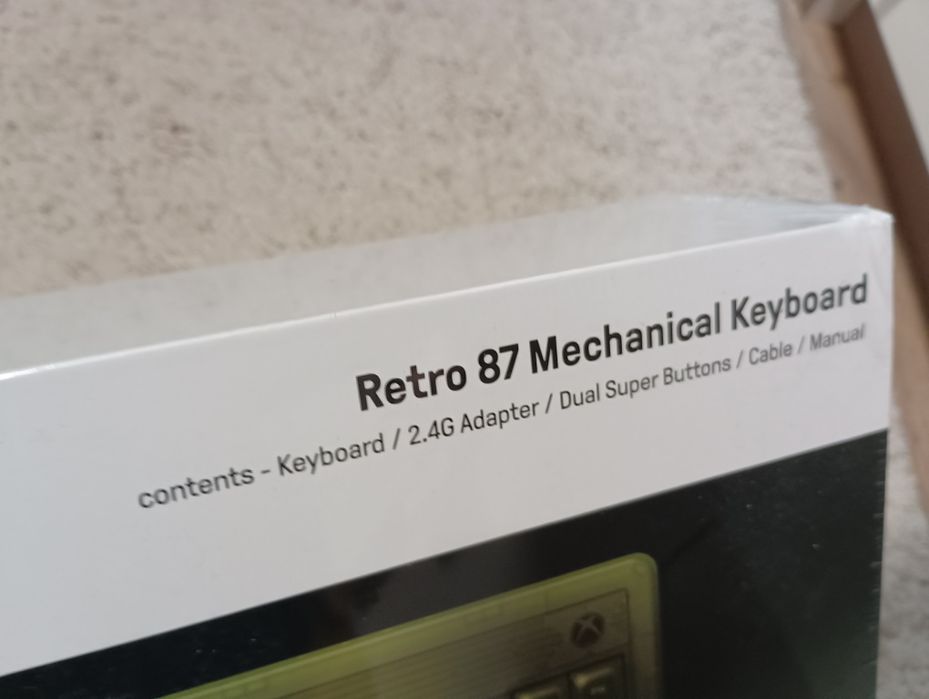 Retro 87 Mechanical Keyboard
contents - Keyboard / 2.4G Adapter / Dual Super Buttons / Cable / Manual